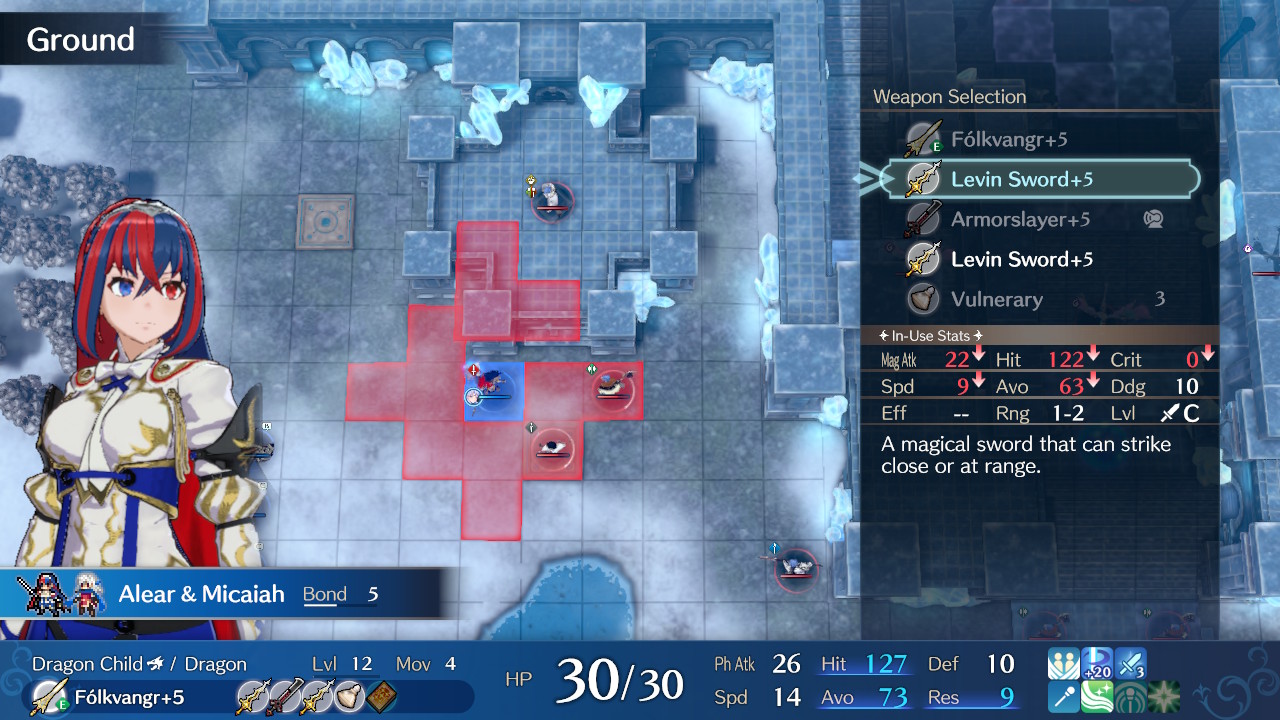 Ground
Weapon Selection
Fólkvangr+5
Levin Sword+5
Armorslayer+5
Levin Sword+5
Vulnerary 3
In-Use Stats
Mag Atk 22 Hit 122 Crit 0
Spd 9 Avo 63 Ddg 10
Eff -- Rng 1-2 Lvl C
A magical sword that can strike
close or at range.
Alear & Micaiah Bond 5
Dragon Child / Dragon Lvl 12 Mov 4
E Fólkvangr+5
HP 30/30
Ph Atk 26 Hit 127 Def 10
Spd 14 Avo 73 Res 9
+20 3